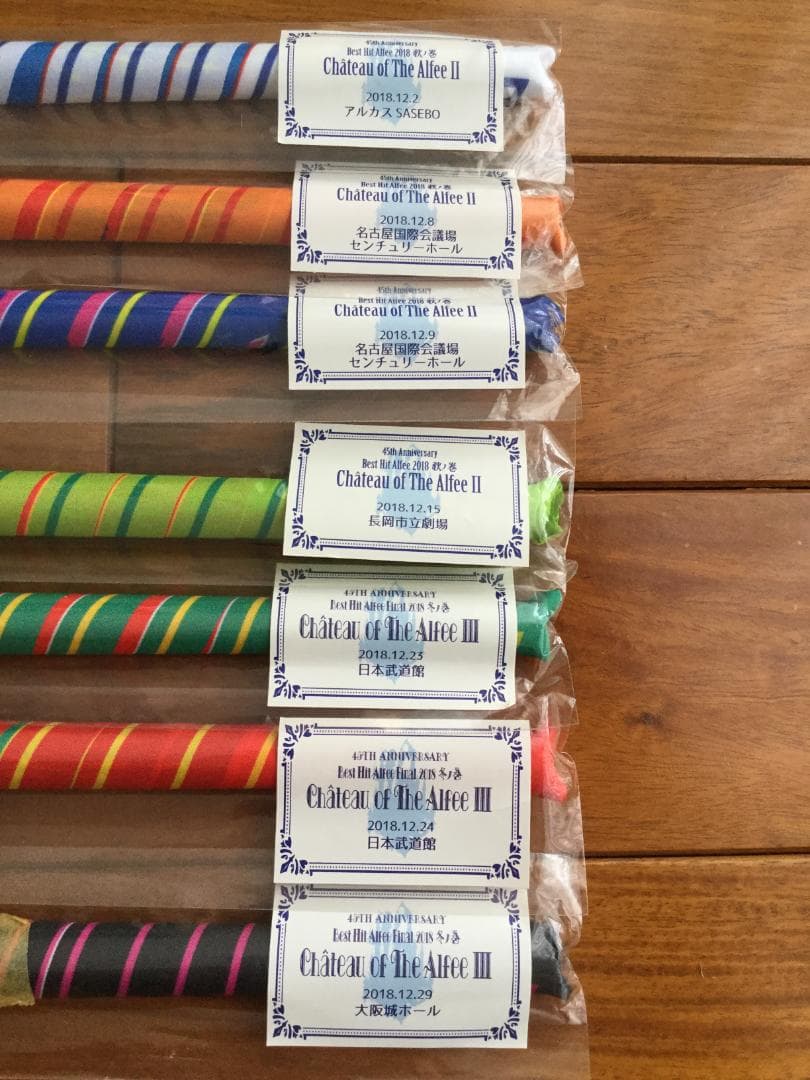 45th Anniversary
Best Hit Alfee 2018 秋ノ巻
Château of The Alfee II
2018.12.2
アルカスSASEBO
45th Anniversary
Best Hit Alfee 2018 秋ノ巻
Château of The Alfee II
2018.12.8
名古屋国際会議場
センチュリーホール
45th Anniversary
Best Hit Alfee 2018 秋ノ巻
Château of The Alfee II
2018.12.9
名古屋国際会議場
センチュリーホール
45th Anniversary
Best Hit Alfee 2018 秋ノ巻
Château of The Alfee II
2018.12.15
長岡市立劇場
45TH ANNIVERSARY
Best Hit Alfee Final 2018 冬ノ巻
Château of The Alfee III
2018.12.23
日本武道館
45TH ANNIVERSARY
Best Hit Alfee Final 2018 冬ノ巻
Château of The Alfee III
2018.12.24
日本武道館
45TH ANNIVERSARY
Best Hit Alfee Final 2018 冬ノ巻
Château of The Alfee III
2018.12.29
大阪城ホール